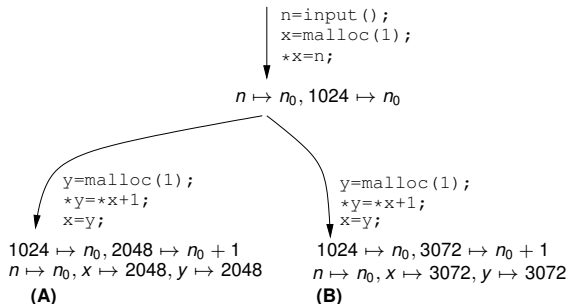 n=input();
x=malloc(1);
*x=n;
n ↦ n₀, 1024 ↦ n₀
y=malloc(1);
*y=*x+1;
x=y;
1024 ↦ n₀, 2048 ↦ n₀ + 1
n ↦ n₀, x ↦ 2048, y ↦ 2048
(A)
y=malloc(1);
*y=*x+1;
x=y;
1024 ↦ n₀, 3072 ↦ n₀ + 1
n ↦ n₀, x ↦ 3072, y ↦ 3072
(B)